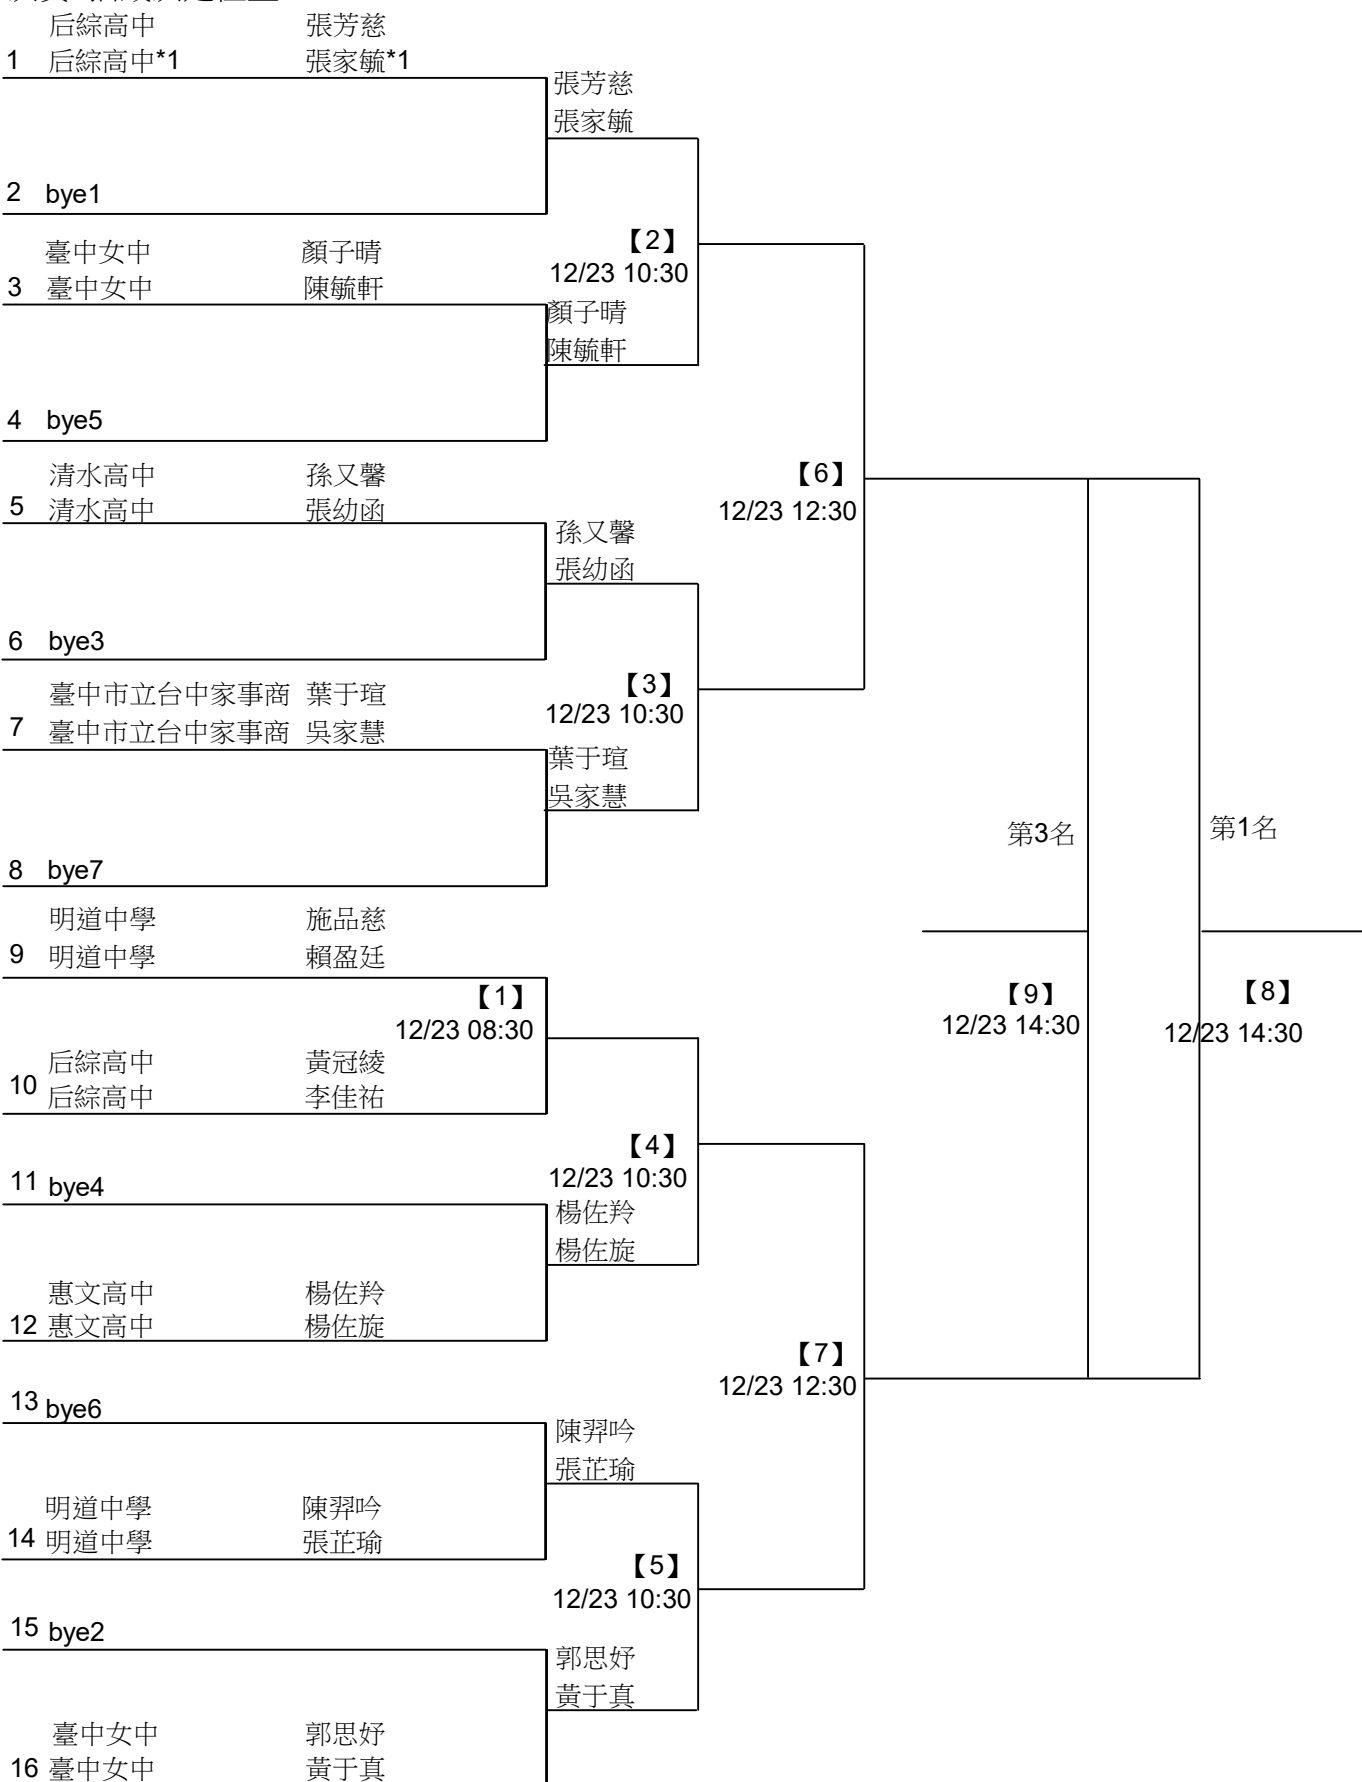 后綜高中 張芳慈
1 后綜高中*1 張家毓*1
張芳慈
張家毓
2 bye1
【2】
12/23 10:30
臺中女中 顏子晴
3 臺中女中 陳毓軒
顏子晴
陳毓軒
4 bye5
【6】
12/23 12:30
清水高中 孫又馨
5 清水高中 張幼函
孫又馨
張幼函
6 bye3
【3】
12/23 10:30
臺中市立台中家事商 葉于瑄
7 臺中市立台中家事商 吳家慧
葉于瑄
吳家慧
第3名
第1名
8 bye7
明道中學 施品慈
9 明道中學 賴盈廷
【1】
12/23 08:30
【9】
12/23 14:30
【8】
12/23 14:30
后綜高中 黃冠綾
10 后綜高中 李佳祐
【4】
12/23 10:30
11 bye4
楊佐羚
楊佐旋
惠文高中 楊佐羚
12 惠文高中 楊佐旋
【7】
12/23 12:30
13 bye6
陳羿吟
張芷瑜
明道中學 陳羿吟
14 明道中學 張芷瑜
【5】
12/23 10:30
15 bye2
郭思妤
黃于真
臺中女中 郭思妤
16 臺中女中 黃于真